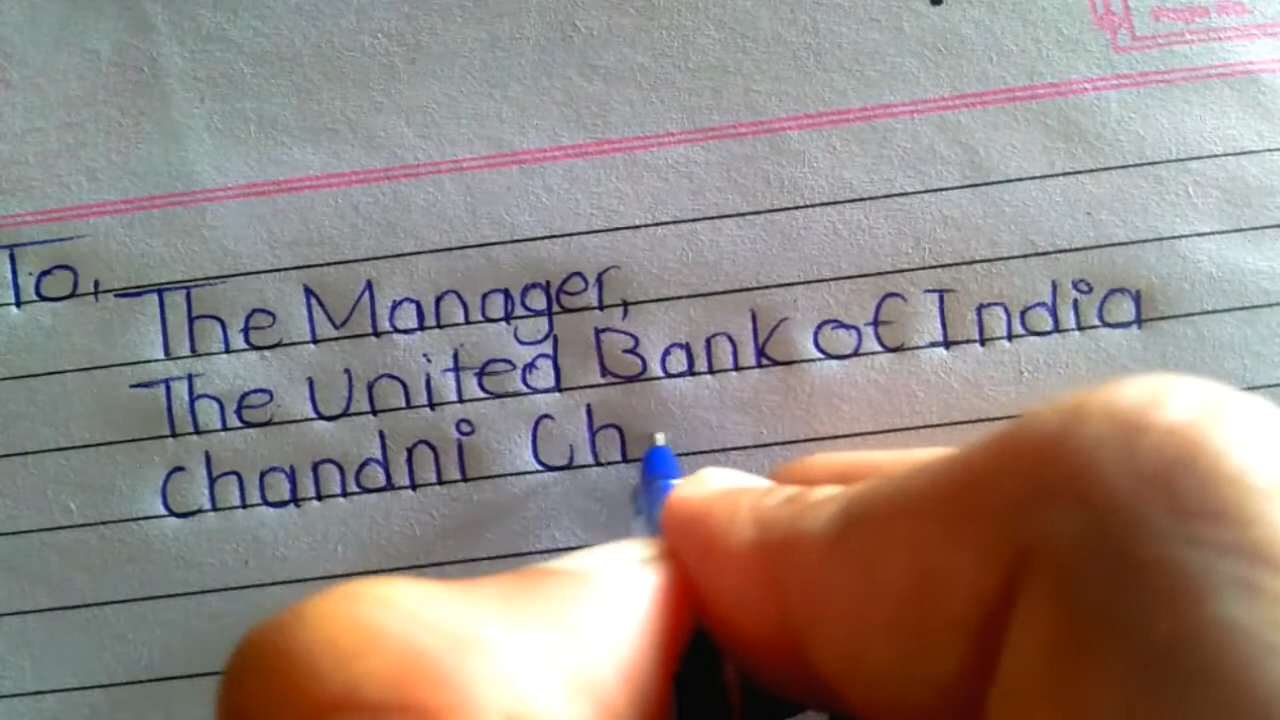 To,
The Manager,
The United Bank of India
Chandni Ch